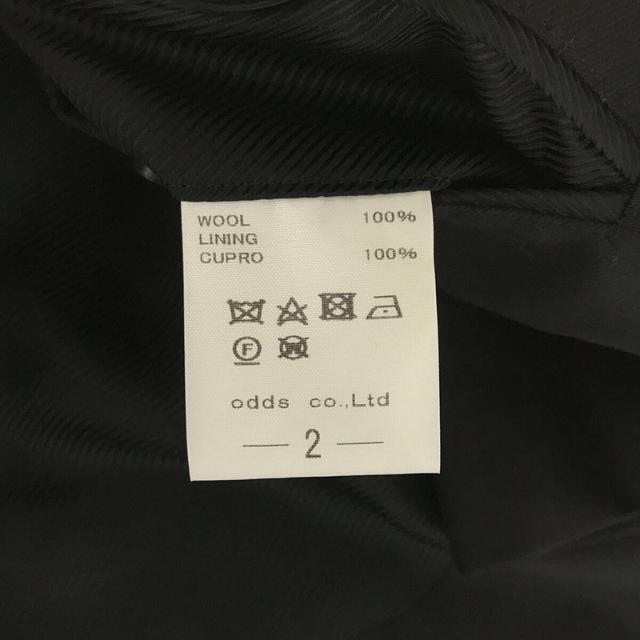 WOOL 100%
LINING
CUPRO 100%
F
W
odds co.,Ltd
2